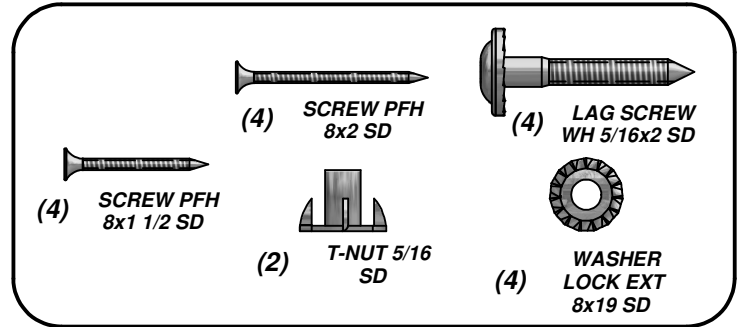 (4)
SCREW PFH
8x2 SD
(4)
LAG SCREW
WH 5/16x2 SD
(4)
SCREW PFH
8x1 1/2 SD
(2)
T-NUT 5/16
SD
(4)
WASHER
LOCK EXT
8x19 SD